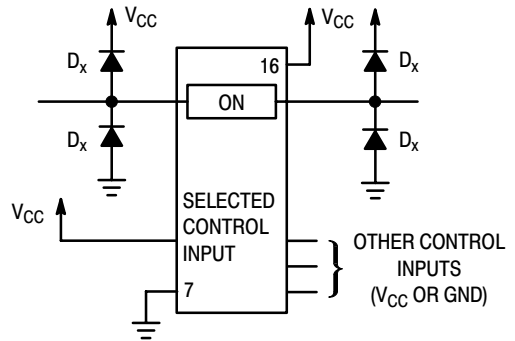 VCC
VCC
Dx
16
Dx
ON
Dx
Dx
VCC
SELECTED
CONTROL
INPUT
OTHER CONTROL
INPUTS
(VCC OR GND)
7